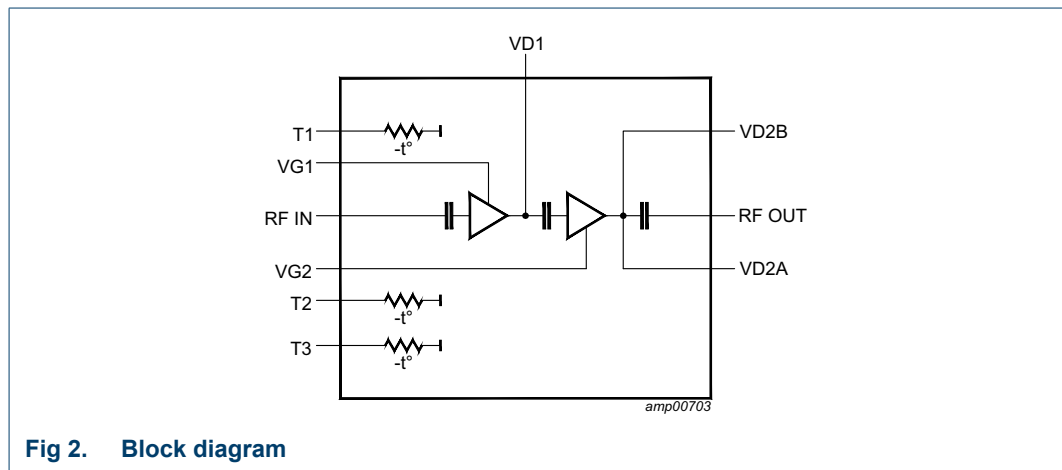 VD1
T1
-t°
VD2B
VG1
RF IN
RF OUT
VG2
VD2A
T2
-t°
T3
-t°
amp00703
Fig 2. Block diagram